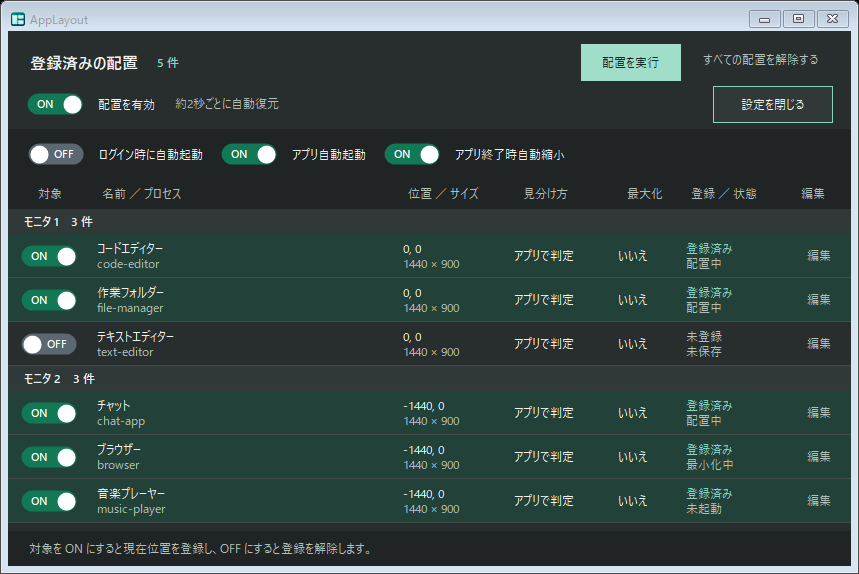 AppLayout
登録済みの配置 5 件
配置を実行
すべての配置を解除する
ON 配置を有効 約2秒ごとに自動復元
設定を閉じる
OFF ログイン時に自動起動 ON アプリ自動起動 ON アプリ終了時自動縮小
対象 名前 ／ プロセス 位置 ／ サイズ 見分け方 最大化 登録 ／ 状態 編集
モニタ 1 3 件
ON コードエディター 0, 0 アプリで判定 いいえ 登録済み 編集
code-editor 1440 × 900 配置中
ON 作業フォルダー 0, 0 アプリで判定 いいえ 登録済み 編集
file-manager 1440 × 900 配置中
OFF テキストエディター 0, 0 アプリで判定 いいえ 未登録 編集
text-editor 1440 × 900 未保存
モニタ 2 3 件
ON チャット -1440, 0 アプリで判定 いいえ 登録済み 編集
chat-app 1440 × 900 配置中
ON ブラウザー -1440, 0 アプリで判定 いいえ 登録済み 編集
browser 1440 × 900 最小化中
ON 音楽プレーヤー -1440, 0 アプリで判定 いいえ 登録済み 編集
music-player 1440 × 900 未起動
対象を ON にすると現在位置を登録し、OFF にすると登録を解除します。